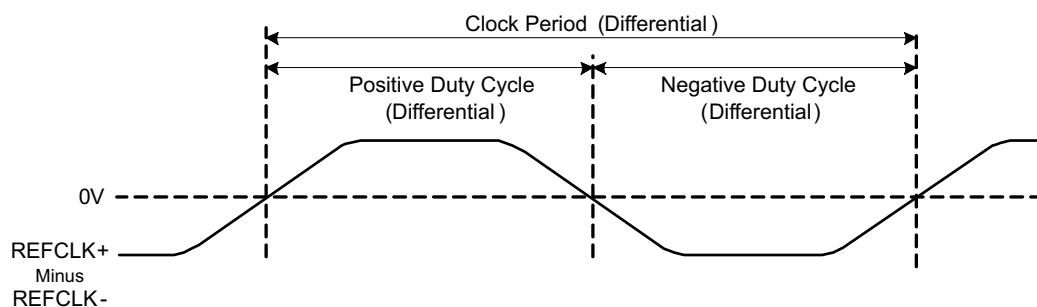 Clock Period (Differential)
Positive Duty Cycle
(Differential)
Negative Duty Cycle
(Differential)
0V
REFCLK+
Minus
REFCLK-